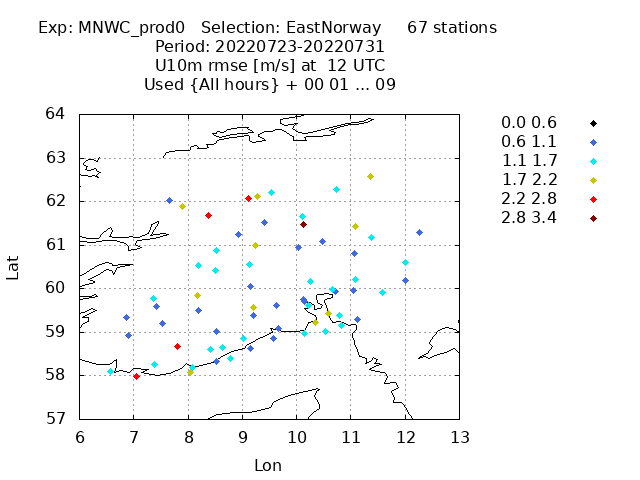 Exp: MNWC_prod0 Selection: EastNorway 67 stations
Period: 20220723-20220731
U10m rmse [m/s] at 12 UTC
Used {All hours} + 00 01 ... 09
64
63
62
61
60
59
58
57
Lat
6 7 8 9 10 11 12 13
Lon
0.0 0.6
0.6 1.1
1.1 1.7
1.7 2.2
2.2 2.8
2.8 3.4